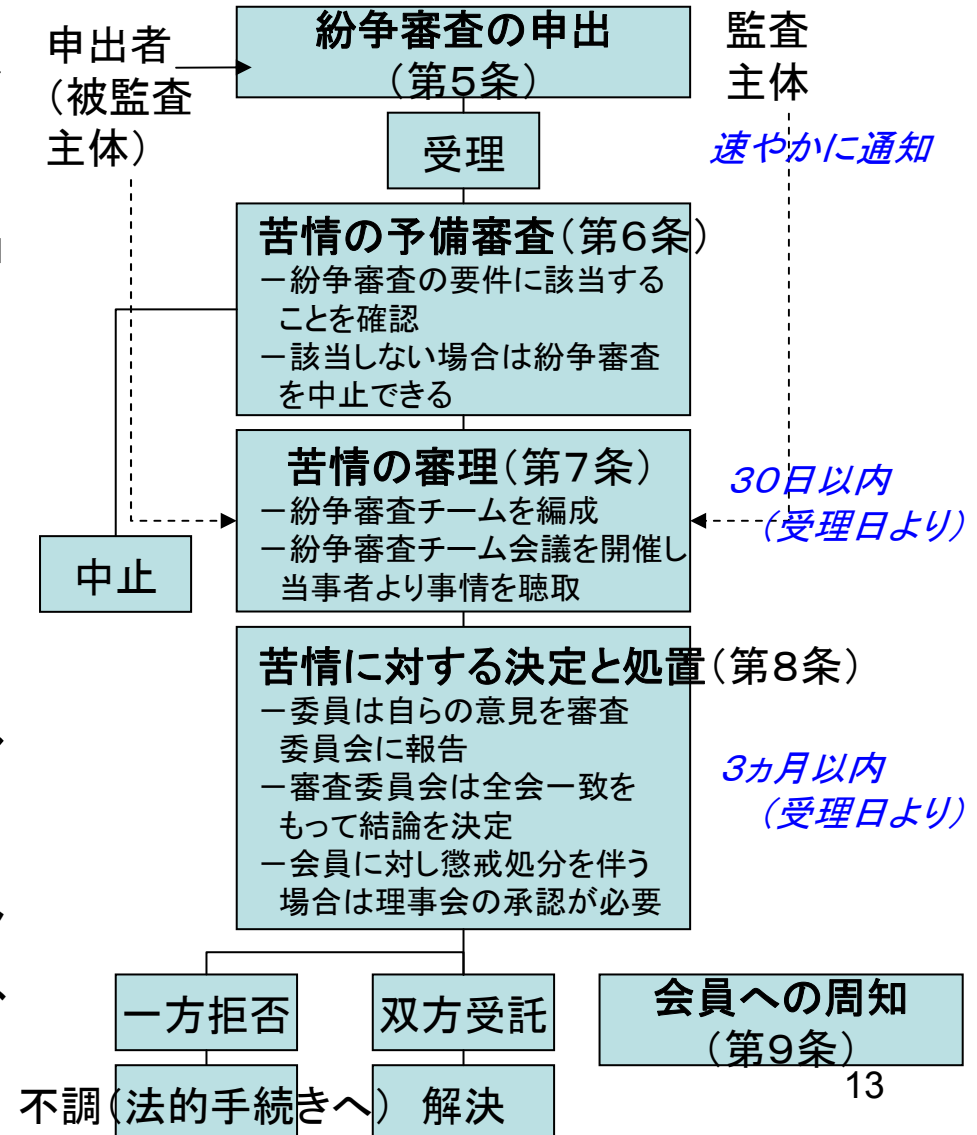 申出者
(被監査
主体)
紛争審査の申出
(第5条)
監査
主体
受理
速やかに通知
苦情の予備審査(第6条)
－紛争審査の要件に該当する
ことを確認
－該当しない場合は紛争審査
を中止できる
苦情の審理(第7条)
－紛争審査チームを編成
－紛争審査チーム会議を開催し
当事者より事情を聴取
30日以内
(受理日より)
中止
苦情に対する決定と処置(第8条)
－委員は自らの意見を審査
委員会に報告
－審査委員会は全会一致を
もって結論を決定
－会員に対し懲戒処分を伴う
場合は理事会の承認が必要
3ヵ月以内
(受理日より)
一方拒否
双方受託
会員への周知
(第9条)
不調(法的手続きへ)
解決
13